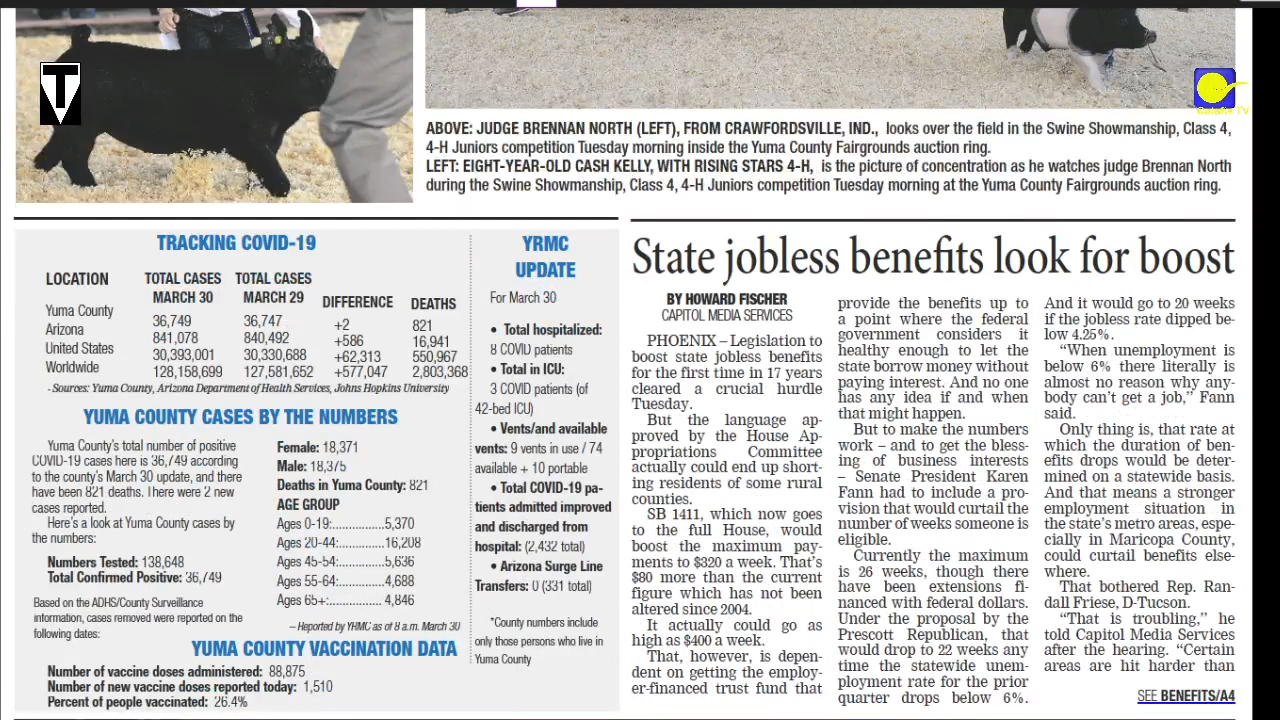 T
Caliata TV
ABOVE: JUDGE BRENNAN NORTH (LEFT), FROM CRAWFORDSVILLE, IND., looks over the field in the Swine Showmanship, Class 4,
4-H Juniors competition Tuesday morning inside the Yuma County Fairgrounds auction ring.
LEFT: EIGHT-YEAR-OLD CASH KELLY, WITH RISING STARS 4-H, is the picture of concentration as he watches judge Brennan North
during the Swine Showmanship, Class 4, 4-H Juniors competition Tuesday morning at the Yuma County Fairgrounds auction ring.
TRACKING COVID-19
LOCATION TOTAL CASES MARCH 30 TOTAL CASES MARCH 29 DIFFERENCE DEATHS
Yuma County 36,749 36,747 +2 821
Arizona 841,078 840,492 +586 16,941
United States 30,393,001 30,330,688 +62,313 550,967
Worldwide 128,158,699 127,581,652 +577,047 2,803,368
- Sources: Yuma County, Arizona Department of Health Services, Johns Hopkins University
YUMA COUNTY CASES BY THE NUMBERS
Yuma County's total number of positive
COVID-19 cases here is 36,749 according
to the county's March 30 update, and there
have been 821 deaths. There were 2 new
cases reported.
Here's a look at Yuma County cases by
the numbers:
Numbers Tested: 138,648
Total Confirmed Positive: 36,749
Based on the ADHS/County Surveillance
information, cases removed were reported on the
following dates:
Female: 18,371
Male: 18,375
Deaths in Yuma County: 821
AGE GROUP
Ages 0-19:................5,370
Ages 20-44:..............16,208
Ages 45-54:..............5,636
Ages 55-64:..............4,688
Ages 65+:................ 4,846
– Reported by YRMC as of 8 a.m. March 30
YUMA COUNTY VACCINATION DATA
Number of vaccine doses administered: 88,875
Number of new vaccine doses reported today: 1,510
Percent of people vaccinated: 26.4%
YRMC
UPDATE
For March 30
• Total hospitalized:
8 COVID patients
• Total in ICU:
3 COVID patients (of
42-bed ICU)
• Vents/and available
vents: 9 vents in use / 74
available + 10 portable
• Total COVID-19 pa-
tients admitted improved
and discharged from
hospital: (2,432 total)
• Arizona Surge Line
Transfers: 0 (331 total)
*County numbers include
only those persons who live in
Yuma County
State jobless benefits look for boost
BY HOWARD FISCHER
CAPITOL MEDIA SERVICES
PHOENIX – Legislation to
boost state jobless benefits
for the first time in 17 years
cleared a crucial hurdle
Tuesday.
But the language ap-
proved by the House Ap-
propriations Committee
actually could end up short-
ing residents of some rural
counties.
SB 1411, which now goes
to the full House, would
boost the maximum pay-
ments to $320 a week. That's
$80 more than the current
figure which has not been
altered since 2004.
It actually could go as
high as $400 a week.
That, however, is depen-
dent on getting the employ-
er-financed trust fund that
provide the benefits up to
a point where the federal
government considers it
healthy enough to let the
state borrow money without
paying interest. And no one
has any idea if and when
that might happen.
But to make the numbers
work – and to get the bless-
ing of business interests
– Senate President Karen
Fann had to include a pro-
vision that would curtail the
number of weeks someone is
eligible.
Currently the maximum
is 26 weeks, though there
have been extensions fi-
nanced with federal dollars.
Under the proposal by the
Prescott Republican, that
would drop to 22 weeks any
time the statewide unem-
ployment rate for the prior
quarter drops below 6%.
And it would go to 20 weeks
if the jobless rate dipped be-
low 4.25%.
“When unemployment is
below 6% there literally is
almost no reason why any-
body can't get a job,” Fann
said.
Only thing is, that rate at
which the duration of ben-
efits drops would be deter-
mined on a statewide basis.
And that means a stronger
employment situation in
the state's metro areas, espe-
cially in Maricopa County,
could curtail benefits else-
where.
That bothered Rep. Ran-
dall Friese, D-Tucson.
“That is troubling,” he
told Capitol Media Services
after the hearing. “Certain
areas are hit harder than
SEE BENEFITS/A4